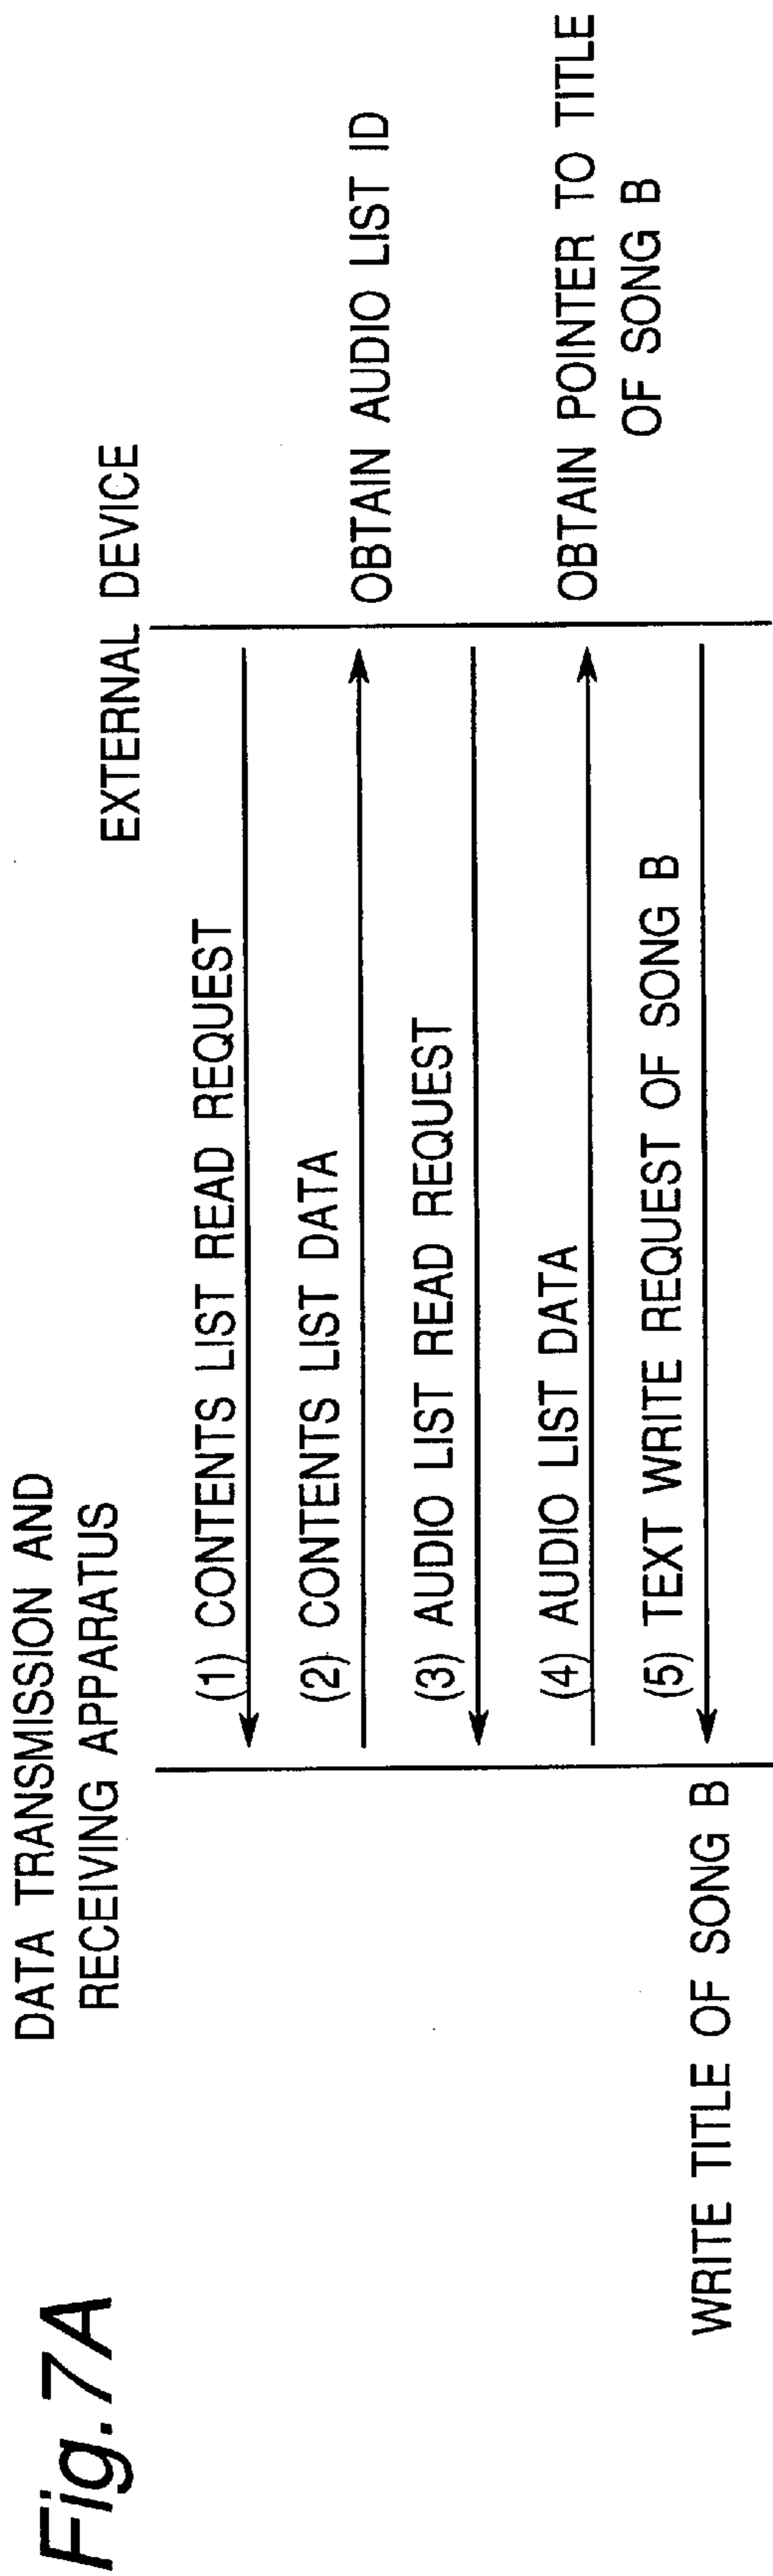 Fig. 7A
DATA TRANSMISSION AND
RECEIVING APPARATUS
EXTERNAL DEVICE
(1) CONTENTS LIST READ REQUEST
(2) CONTENTS LIST DATA
OBTAIN AUDIO LIST ID
(3) AUDIO LIST READ REQUEST
(4) AUDIO LIST DATA
OBTAIN POINTER TO TITLE
OF SONG B
(5) TEXT WRITE REQUEST OF SONG B
WRITE TITLE OF SONG B